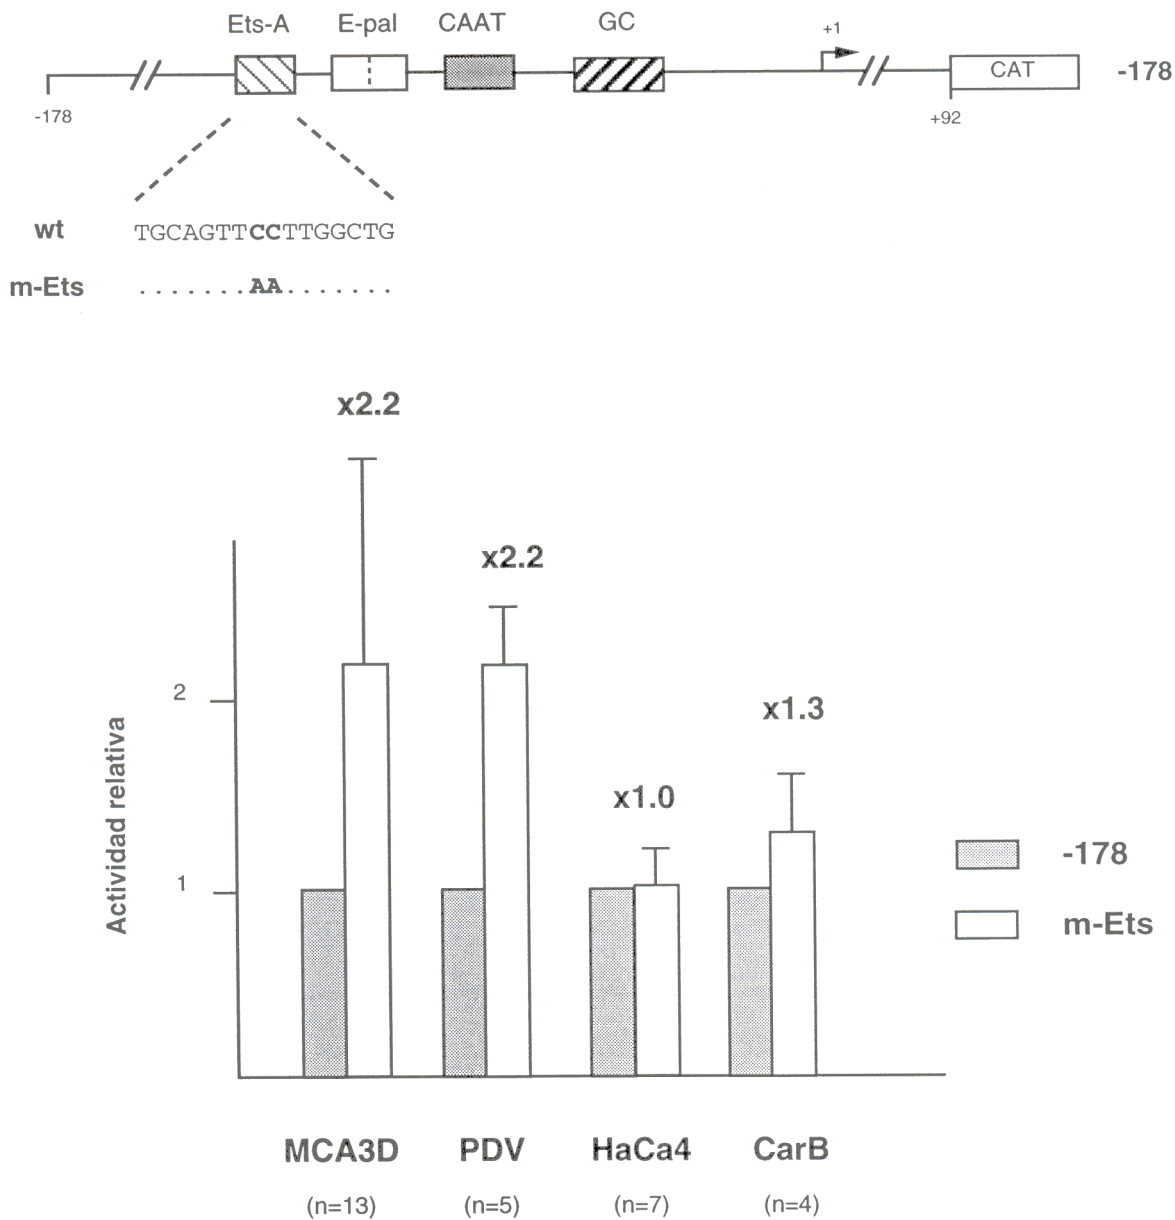 Ets-A E-pal CAAT GC
+1
CAT -178
-178 +92
wt TGCAGTTCCTTGGCTG
m-Ets .......AA.......
x2.2
x2.2
2
x1.3
x1.0
Actividad relativa
1
-178
m-Ets
MCA3D PDV HaCa4 CarB
(n=13) (n=5) (n=7) (n=4)